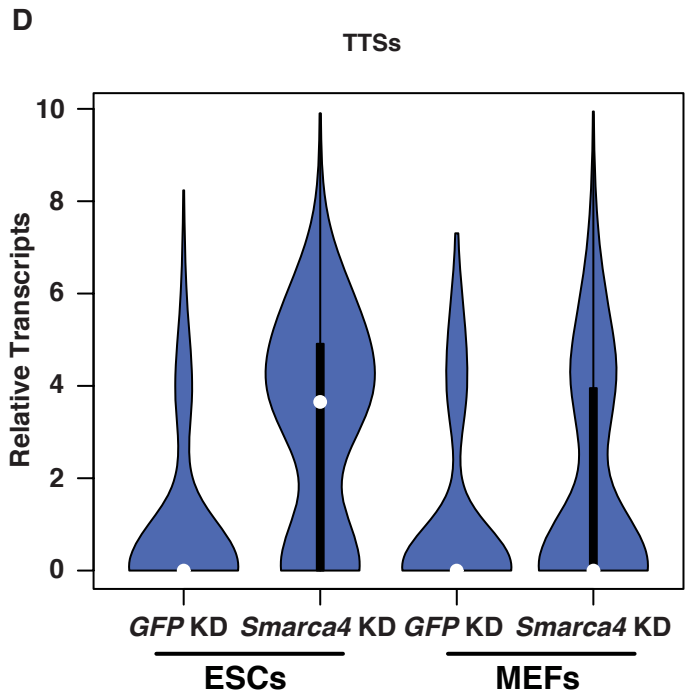 D
TTSs
Relative Transcripts
10
8
6
4
2
0
GFP KD Smarca4 KD GFP KD Smarca4 KD
ESCs MEFs